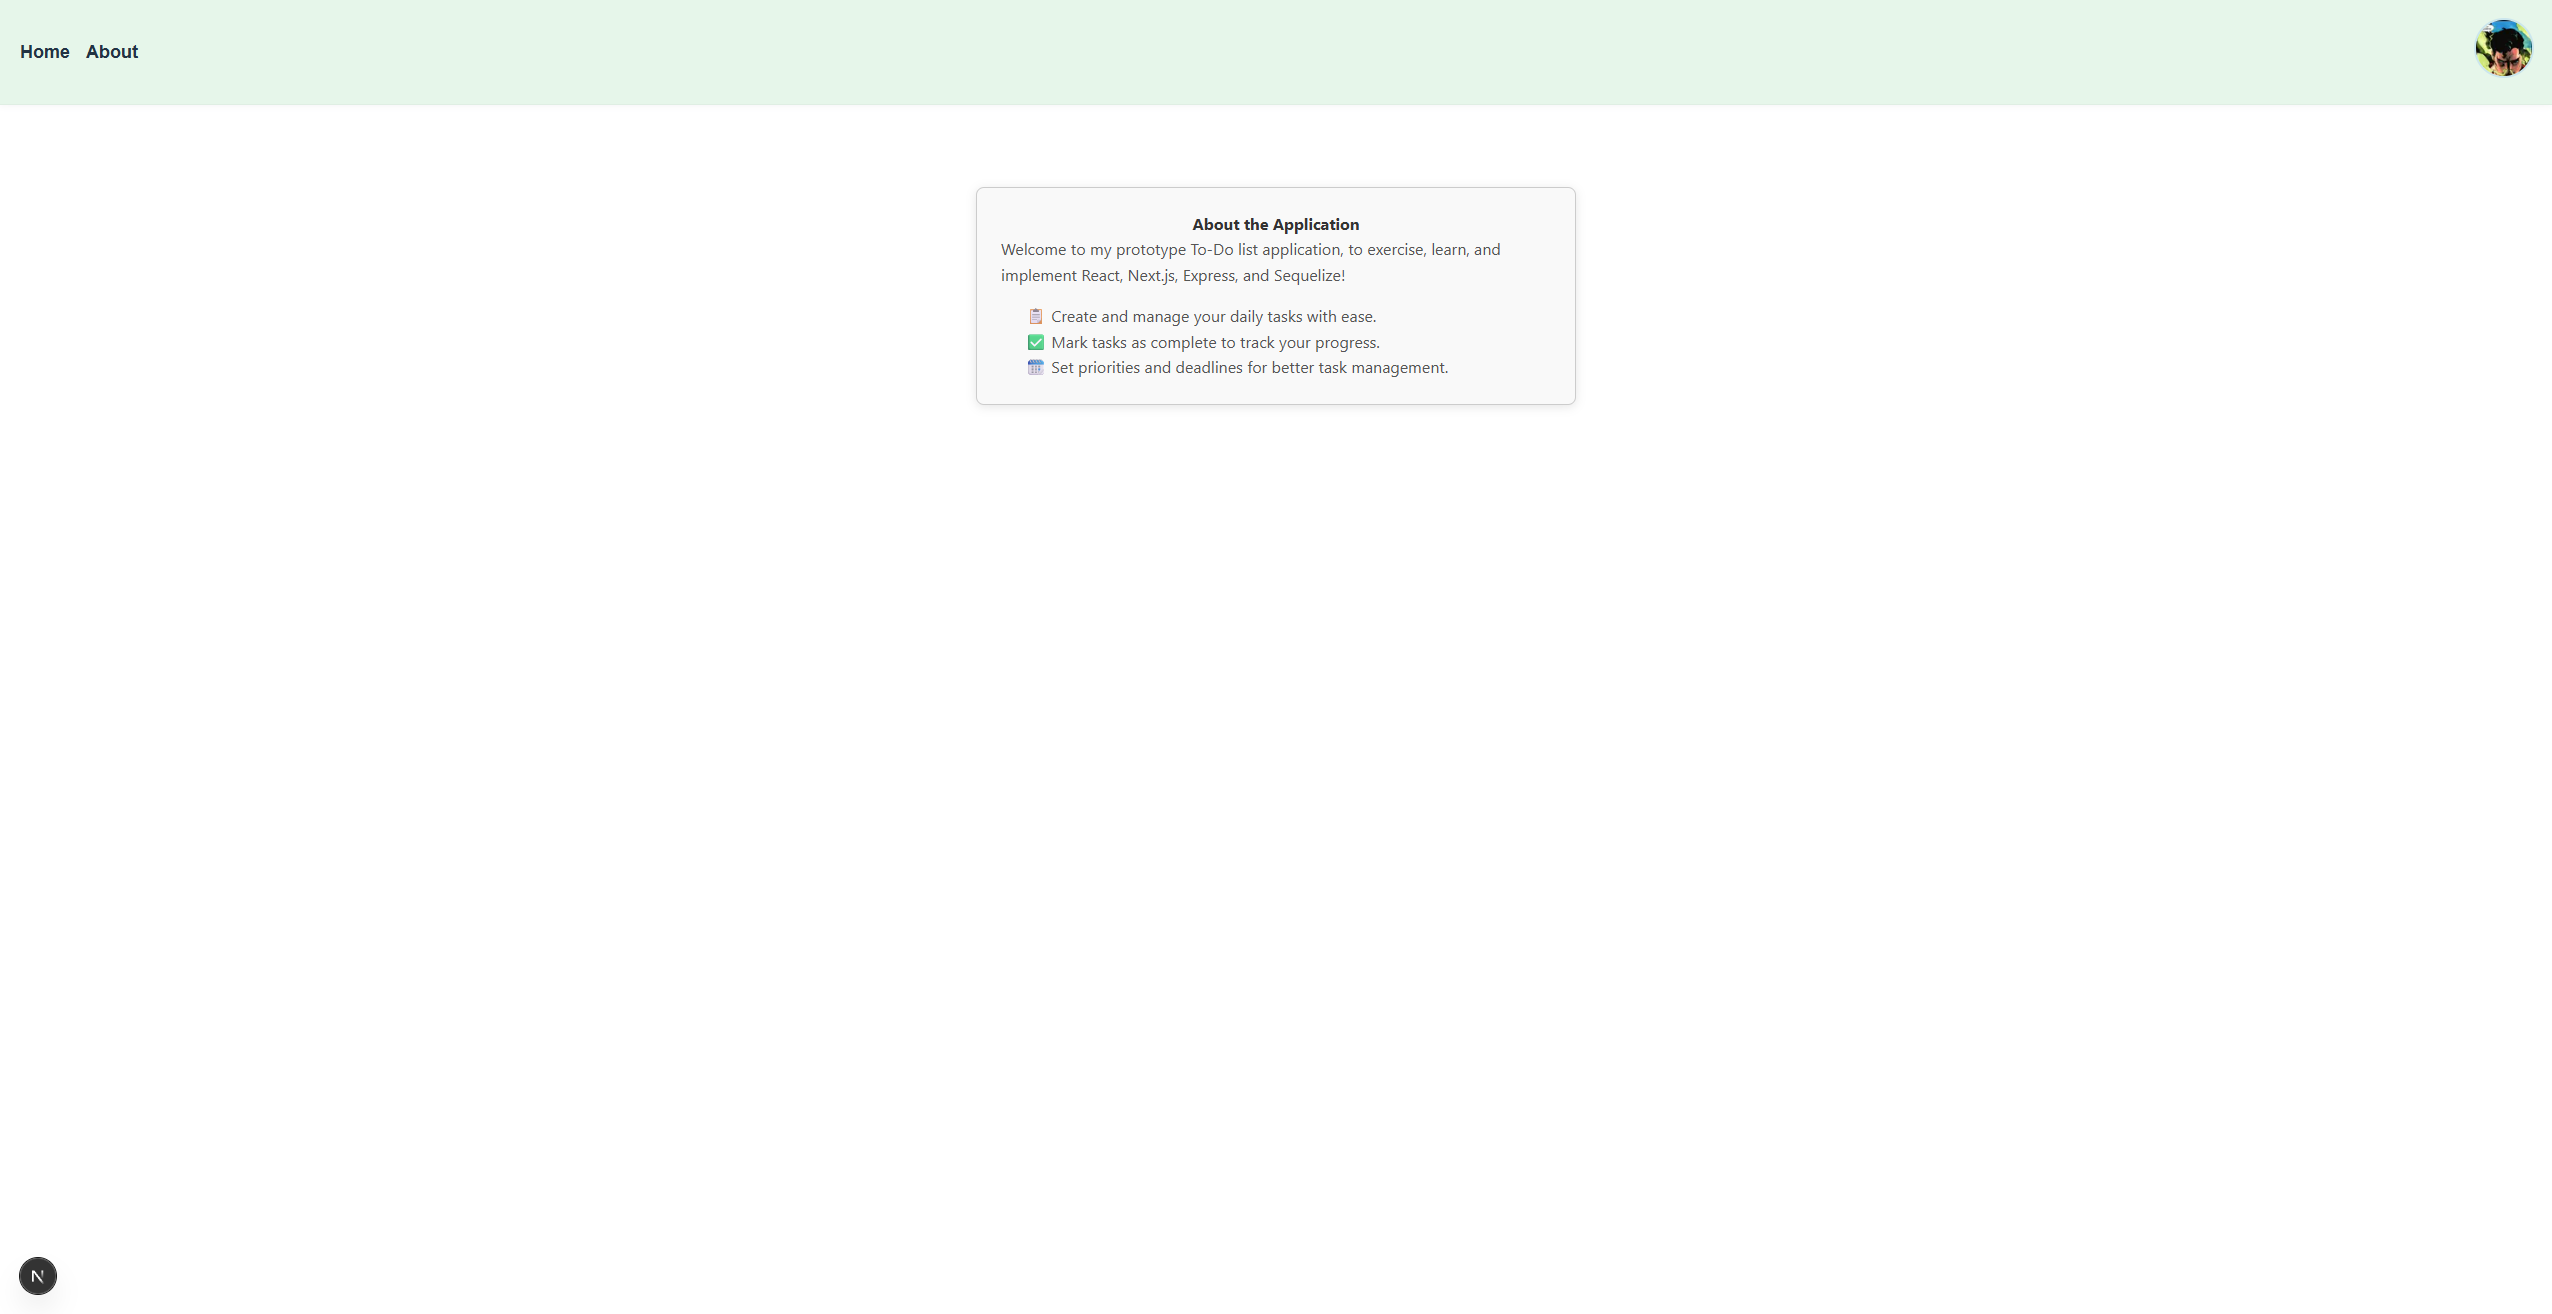 Home About
About the Application
Welcome to my prototype To-Do list application, to exercise, learn, and
implement React, Next.js, Express, and Sequelize!
Create and manage your daily tasks with ease.
Mark tasks as complete to track your progress.
Set priorities and deadlines for better task management.
N